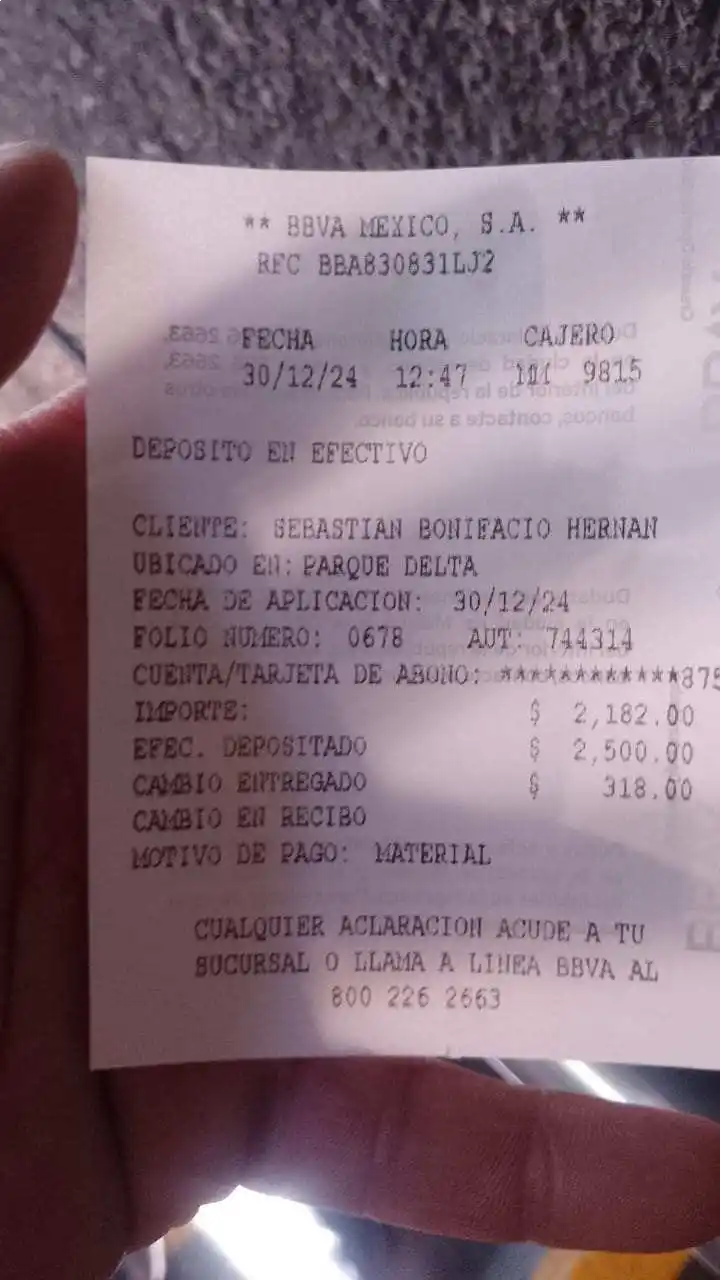 ** BBVA MEXICO, S.A. **
RFC BBA830831LJ2
FECHA HORA CAJERO
30/12/24 12:47 9815
DEPOSITO EN EFECTIVO
CLIENTE: SEBASTIAN BONIFACIO HERNAN
UBICADO EN: PARQUE DELTA
FECHA DE APLICACION: 30/12/24
FOLIO NUMERO: 0678 AUT: 744314
CUENTA/TARJETA DE ABONO: ************875
IMPORTE: $ 2,182.00
EFEC. DEPOSITADO $ 2,500.00
CAMBIO ENTREGADO $ 318.00
CAMBIO EN RECIBO
MOTIVO DE PAGO: MATERIAL
CUALQUIER ACLARACION ACUDE A TU
SUCURSAL O LLAMA A LINEA BBVA AL
800 226 2663